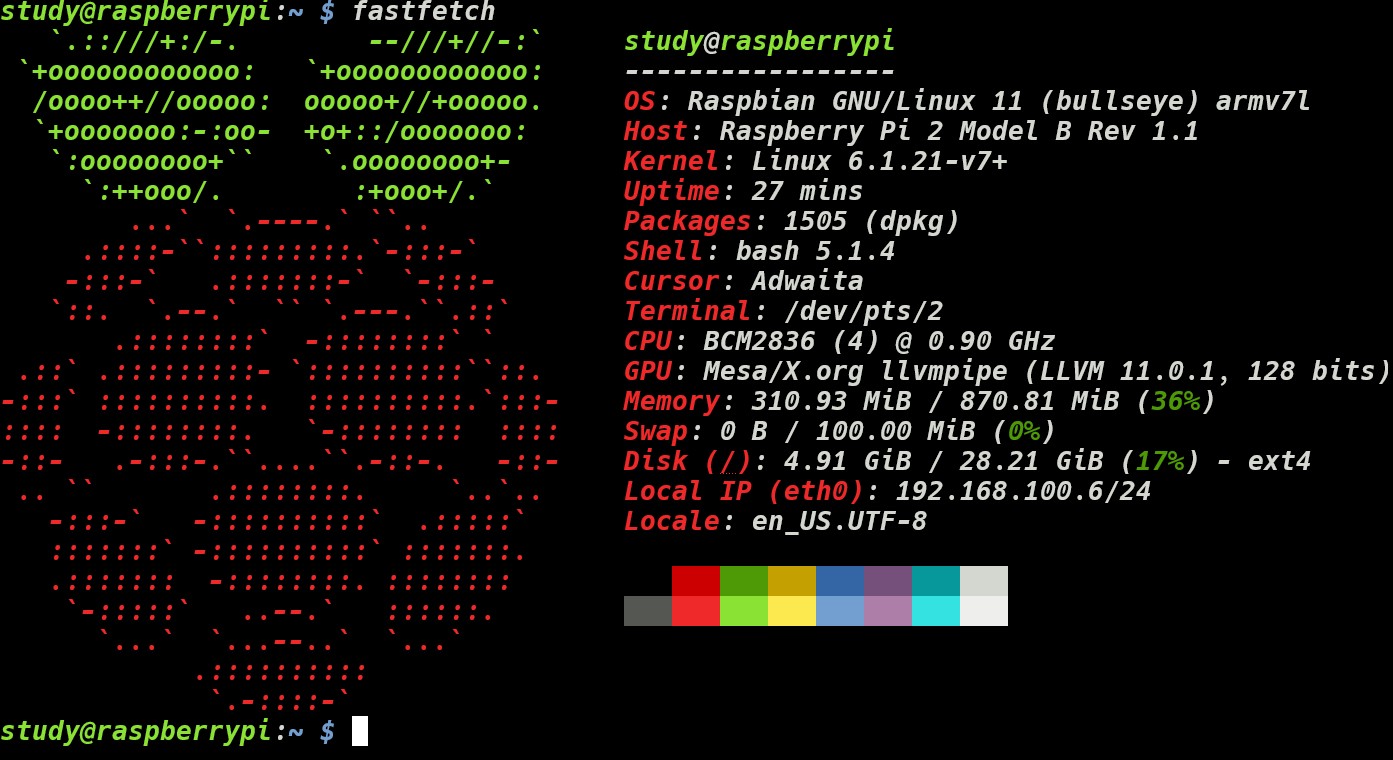 study@raspberrypi:~ $ fastfetch
study@raspberrypi
-----------------
OS: Raspbian GNU/Linux 11 (bullseye) armv7l
Host: Raspberry Pi 2 Model B Rev 1.1
Kernel: Linux 6.1.21-v7+
Uptime: 27 mins
Packages: 1505 (dpkg)
Shell: bash 5.1.4
Cursor: Adwaita
Terminal: /dev/pts/2
CPU: BCM2836 (4) @ 0.90 GHz
GPU: Mesa/X.org llvmpipe (LLVM 11.0.1, 128 bits)
Memory: 310.93 MiB / 870.81 MiB (36%)
Swap: 0 B / 100.00 MiB (0%)
Disk (/): 4.91 GiB / 28.21 GiB (17%) - ext4
Local IP (eth0): 192.168.100.6/24
Locale: en_US.UTF-8
study@raspberrypi:~ $